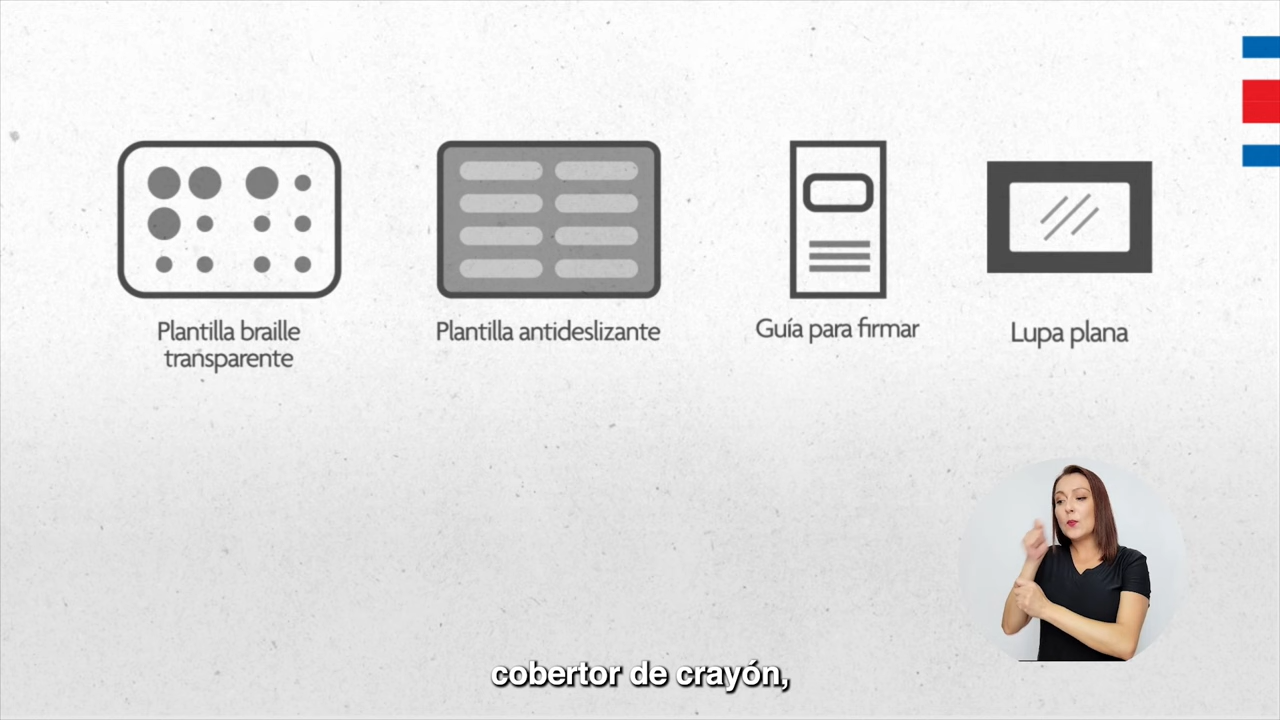 Plantilla braille
transparente
Plantilla antideslizante
Guía para firmar
Lupa plana
cobertor de crayón,